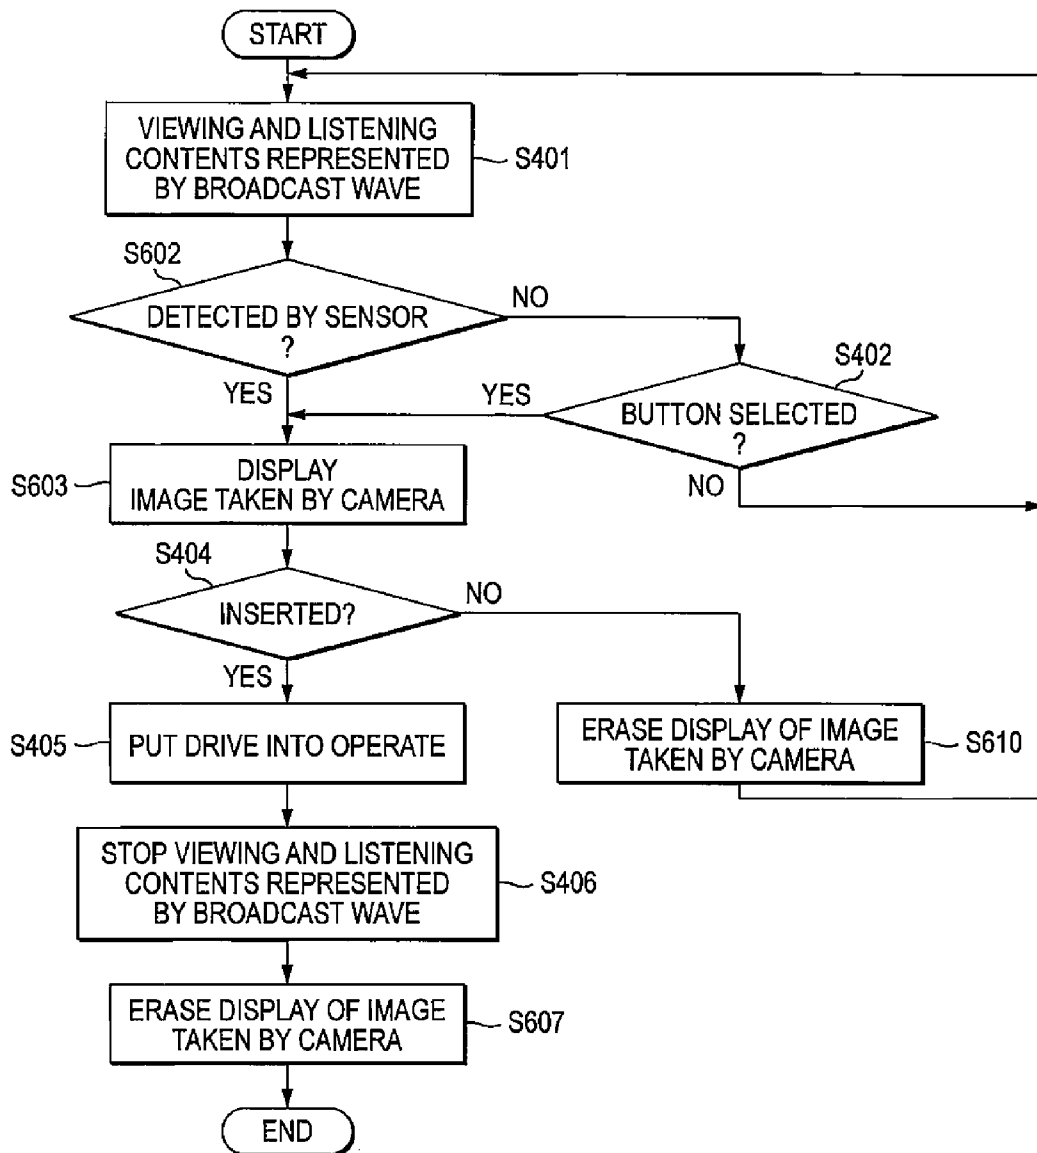 START
VIEWING AND LISTENING
CONTENTS REPRESENTED
BY BROADCAST WAVE
S401
S602
DETECTED BY SENSOR
?
NO
YES
S402
BUTTON SELECTED
?
YES
NO
DISPLAY
IMAGE TAKEN BY CAMERA
S603
S404
INSERTED?
NO
YES
S405
PUT DRIVE INTO OPERATE
ERASE DISPLAY OF IMAGE
TAKEN BY CAMERA
S610
STOP VIEWING AND LISTENING
CONTENTS REPRESENTED
BY BROADCAST WAVE
S406
ERASE DISPLAY OF IMAGE
TAKEN BY CAMERA
S607
END